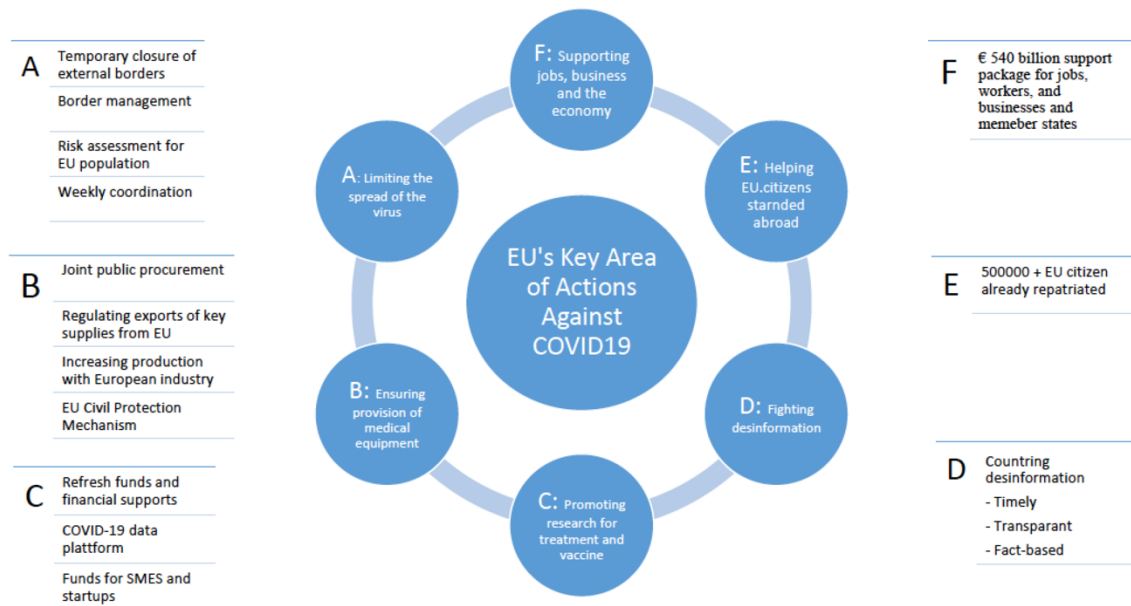 A
Temporary closure of
external borders
Border management
Risk assessment for
EU population
Weekly coordination
B
Joint public procurement
Regulating exports of key
supplies from EU
Increasing production
with European industry
EU Civil Protection
Mechanism
C
Refresh funds and
financial supports
COVID-19 data
plattform
Funds for SMES and
startups
F: Supporting
jobs, business
and the
economy
A: Limiting the
spread of the
virus
E: Helping
EU.citizens
starnded
abroad
EU's Key Area
of Actions
Against
COVID19
B: Ensuring
provision of
medical
equipment
D: Fighting
desinformation
C: Promoting
research for
treatment and
vaccine
F
€ 540 billion support
package for jobs,
workers, and
businesses and
memeber states
E
500000 + EU citizen
already repatriated
D
Countring
desinformation
- Timely
- Transparant
- Fact-based